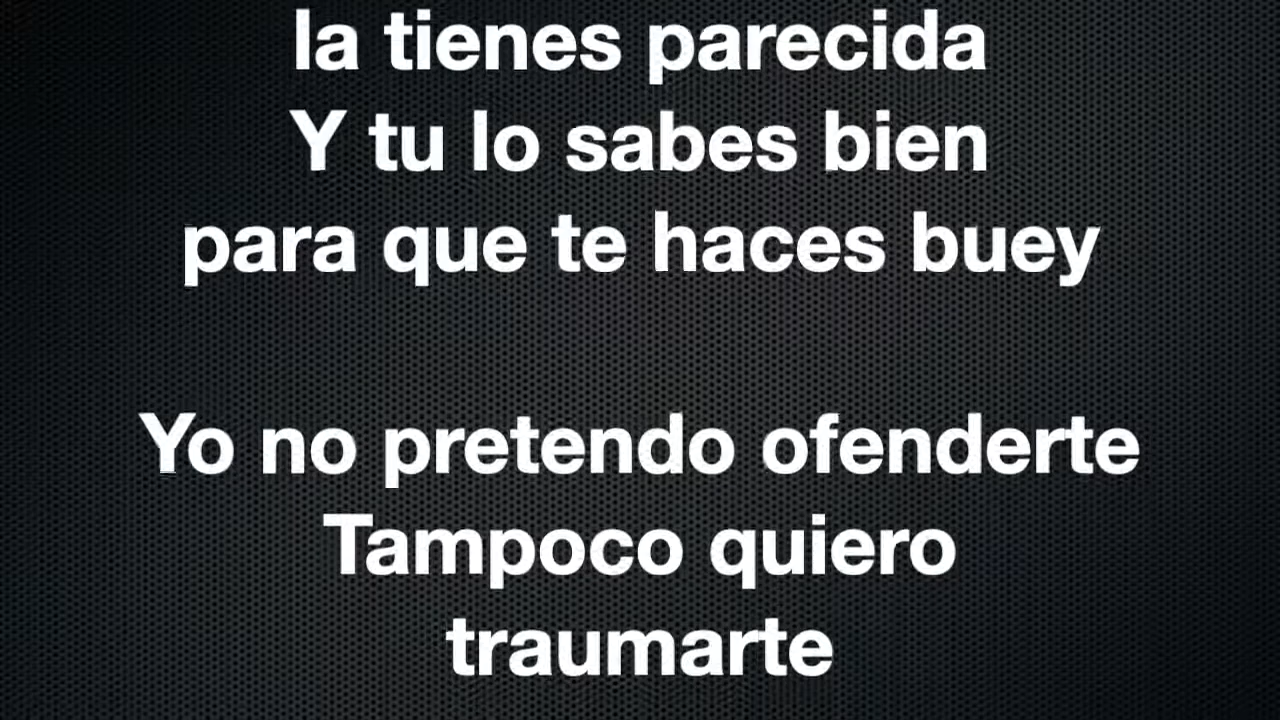 la tienes parecida
Y tu lo sabes bien
para que te haces buey
Yo no pretendo ofenderte
Tampoco quiero
traumarte